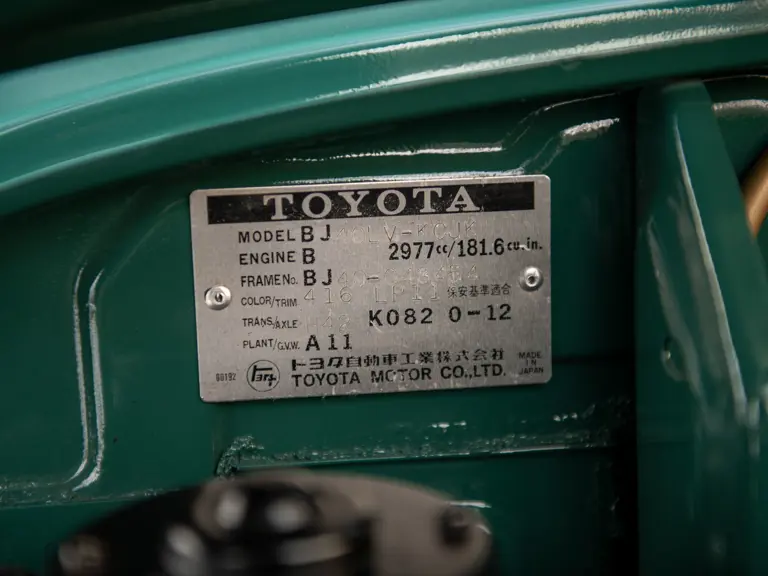 TOYOTA
MODEL BJ
ENGINE B 2977cc/181.6cu.in.
FRAME No. BJ
COLOR/TRIM 416 LP11 保安基準適合
TRANS/AXLE K082 0-12
PLANT/G.V.W. A11
トヨタ自動車工業株式会社
TOYOTA MOTOR CO.,LTD.
MADE IN JAPAN